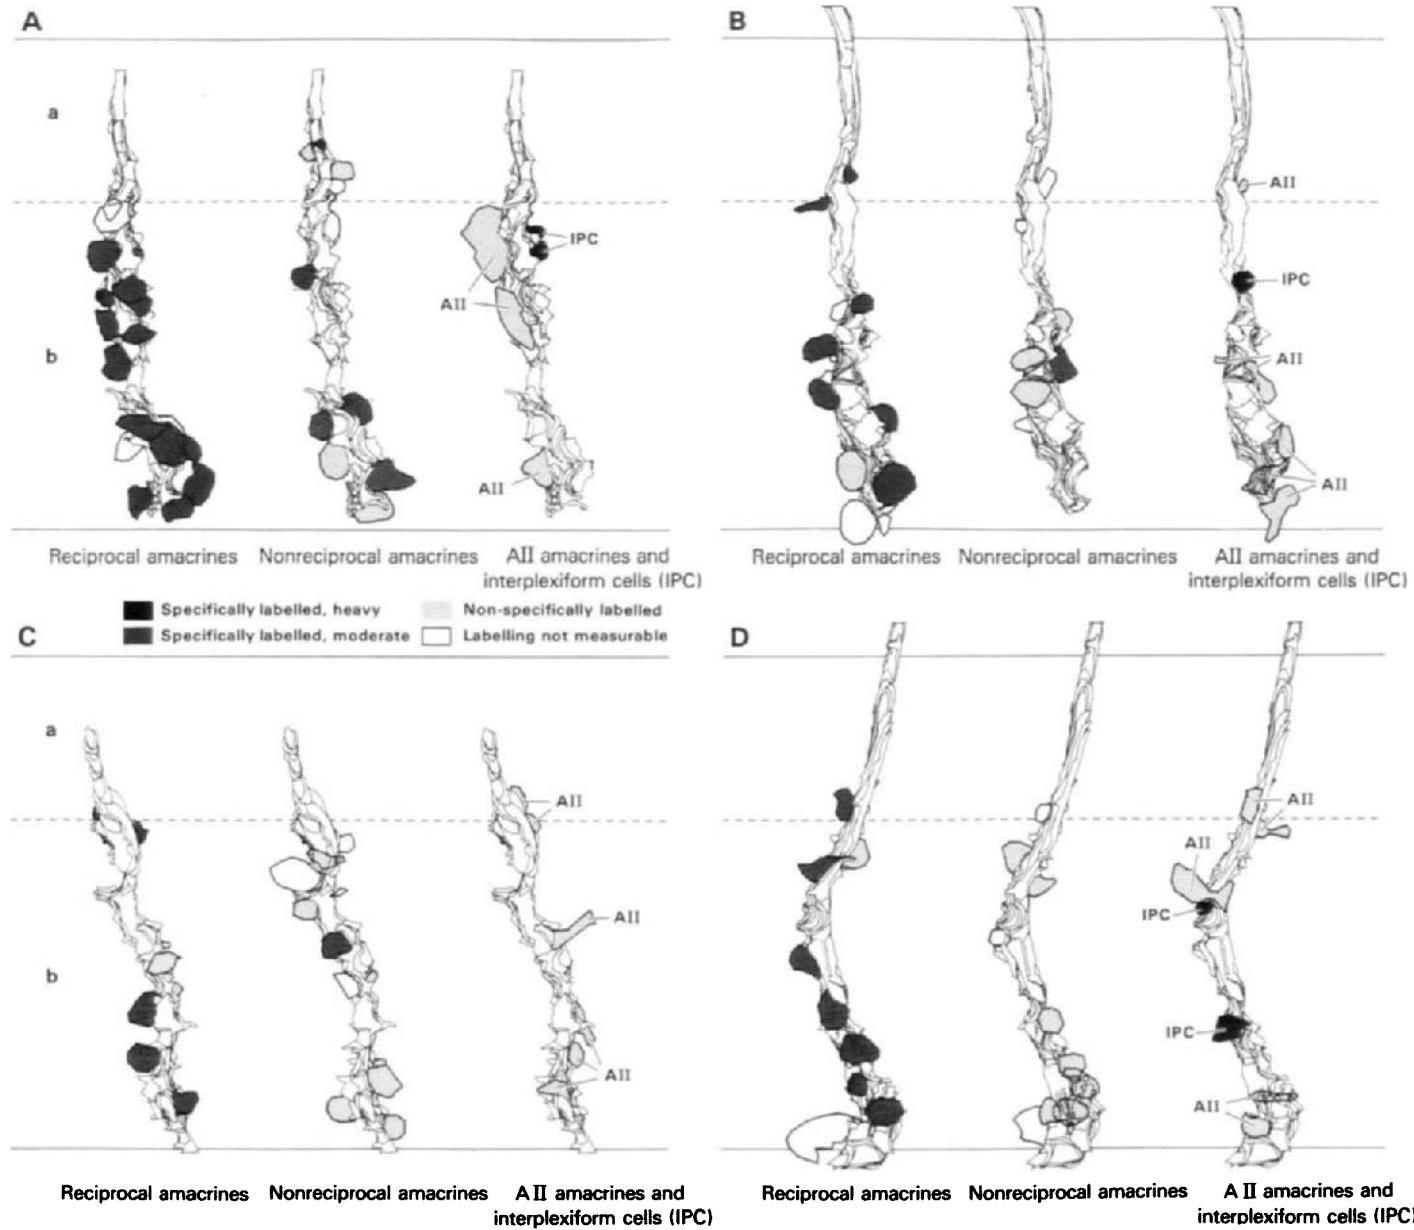 A
B
a
AII
IPC
IPC
AII
b
AII
AII
AII
Reciprocal amacrines
Nonreciprocal amacrines
AII amacrines and
interplexiform cells (IPC)
Reciprocal amacrines
Nonreciprocal amacrines
AII amacrines and
interplexiform cells (IPC)
Specifically labelled, heavy
Non-specifically labelled
Specifically labelled, moderate
Labelling not measurable
C
D
a
AII
AII
AII
AII
IPC
b
IPC
AII
AII
Reciprocal amacrines
Nonreciprocal amacrines
A II amacrines and
interplexiform cells (IPC)
Reciprocal amacrines
Nonreciprocal amacrines
A II amacrines and
interplexiform cells (IPC)